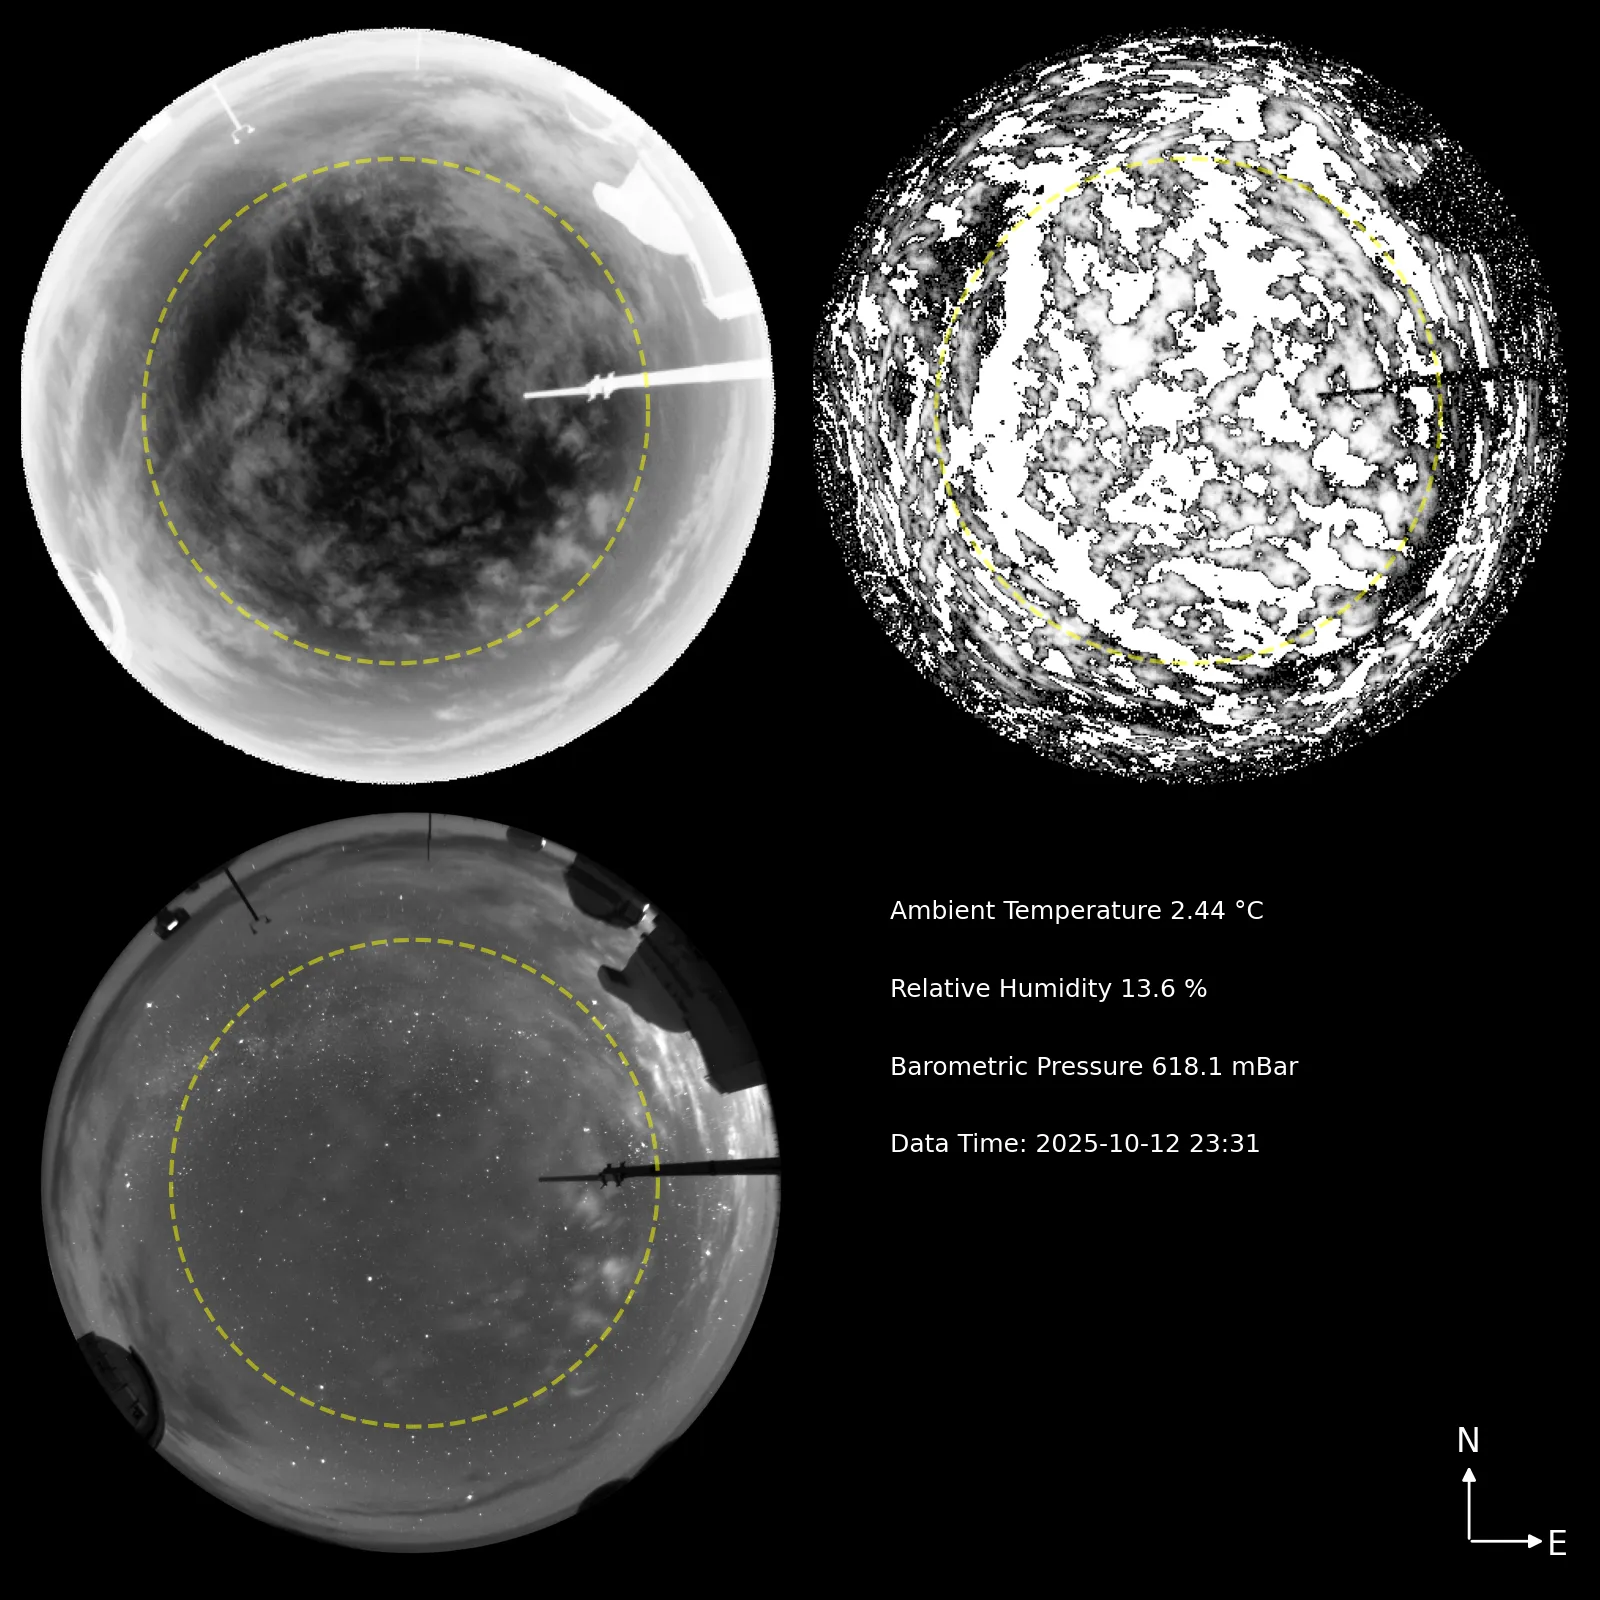 Ambient Temperature 2.44 °C
Relative Humidity 13.6 %
Barometric Pressure 618.1 mBar
Data Time: 2025-10-12 23:31
N
E